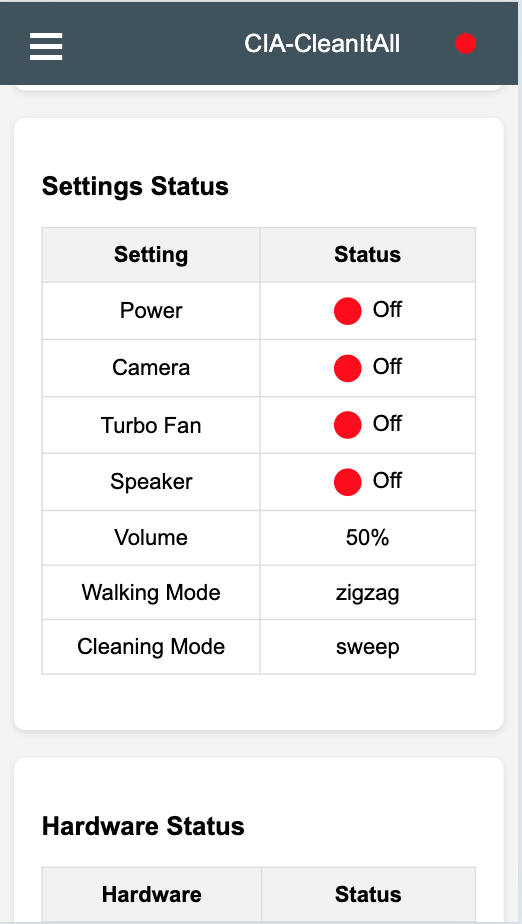 CIA-CleanItAll
Settings Status
Setting Status
Power Off
Camera Off
Turbo Fan Off
Speaker Off
Volume 50%
Walking Mode zigzag
Cleaning Mode sweep
Hardware Status
Hardware Status